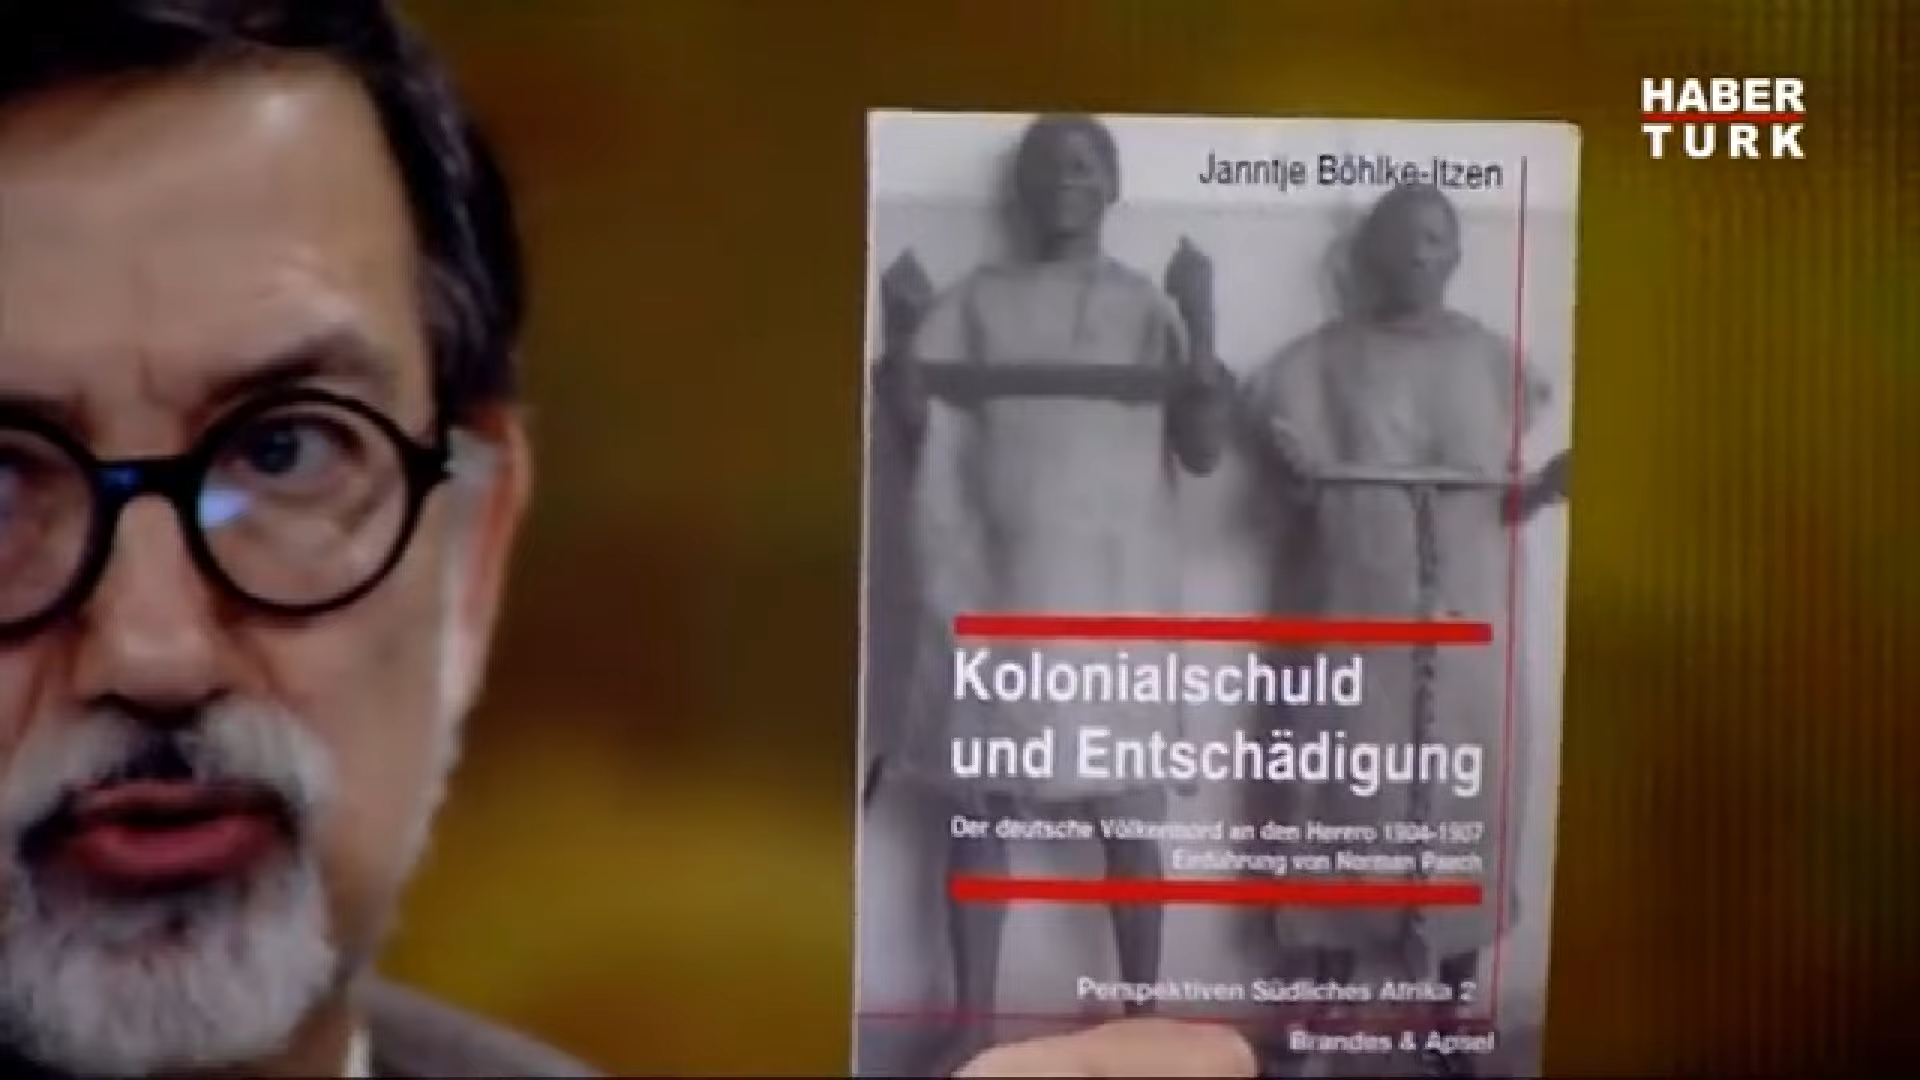 HABER
TURK
Janntje Böhlke-Itzen
Kolonialschuld
und Entschädigung
Der deutsche Völkermord an den Herero 1904-1907
Einführung von Norman Paech
Perspektiven Südliches Afrika 2
Brandes & Apsel